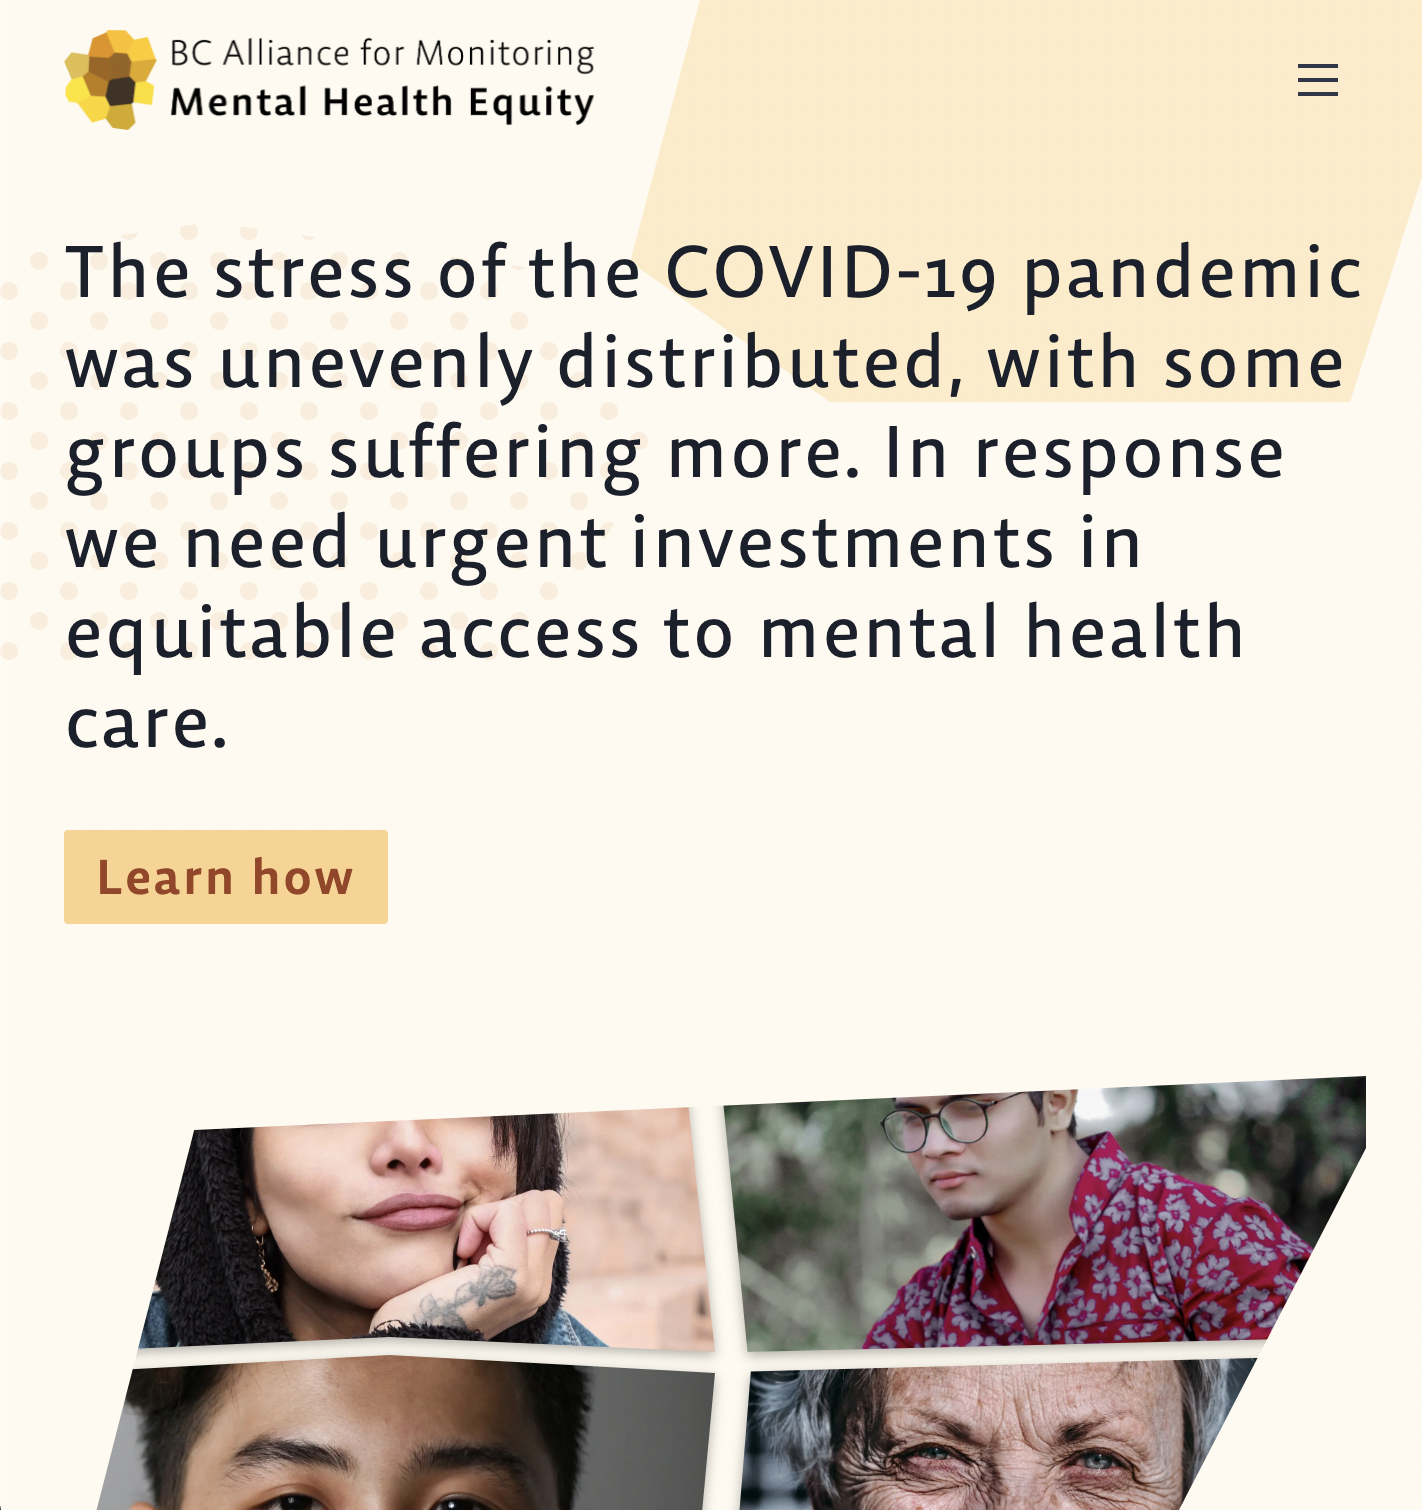 BC Alliance for Monitoring
Mental Health Equity
The stress of the COVID-19 pandemic
was unevenly distributed, with some
groups suffering more. In response
we need urgent investments in
equitable access to mental health
care.
Learn how